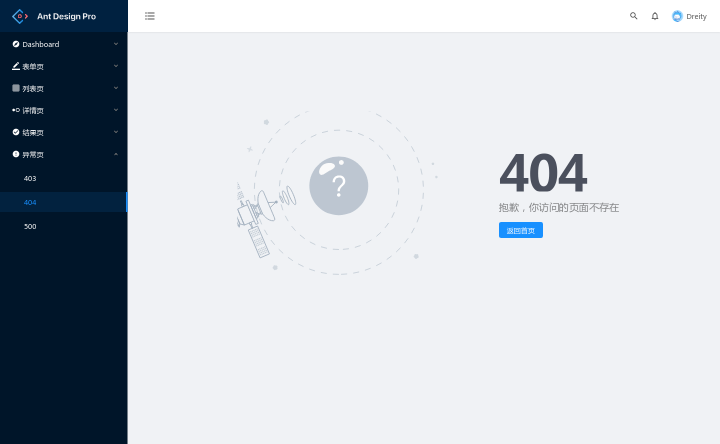 Ant Design Pro
Dreity
Dashboard
表单页
列表页
详情页
结果页
异常页
403
404
500
?
404
抱歉，你访问的页面不存在
返回首页